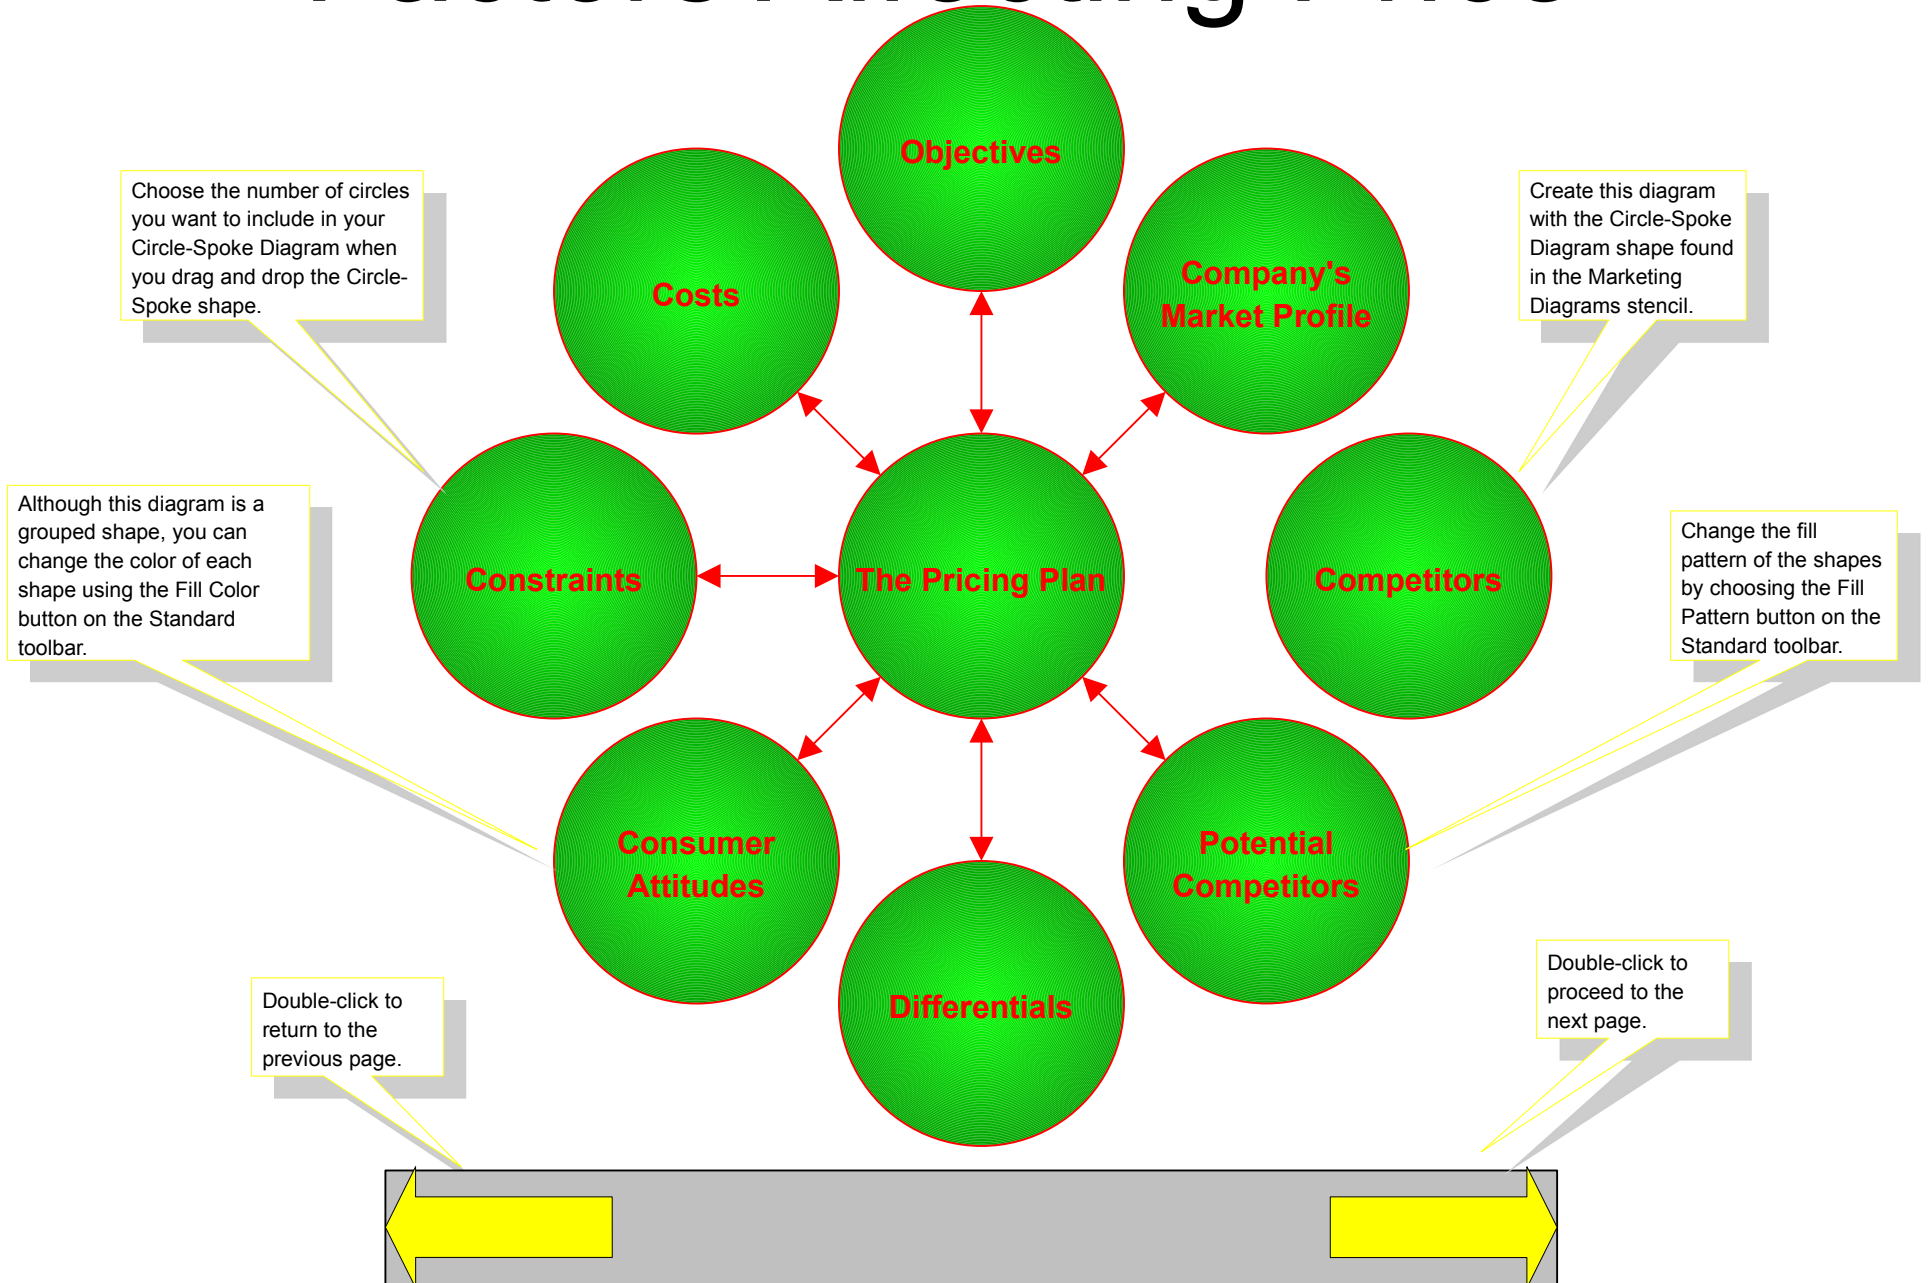 Factors Affecting Price
Objectives
Choose the number of circles
you want to include in your
Circle-Spoke Diagram when
you drag and drop the Circle-
Spoke shape.
Create this diagram
with the Circle-Spoke
Diagram shape found
in the Marketing
Diagrams stencil.
Costs
Company's
Market Profile
Although this diagram is a
grouped shape, you can
change the color of each
shape using the Fill Color
button on the Standard
toolbar.
Constraints
The Pricing Plan
Competitors
Change the fill
pattern of the shapes
by choosing the Fill
Pattern button on the
Standard toolbar.
Consumer
Attitudes
Potential
Competitors
Differentials
Double-click to
return to the
previous page.
Double-click to
proceed to the
next page.